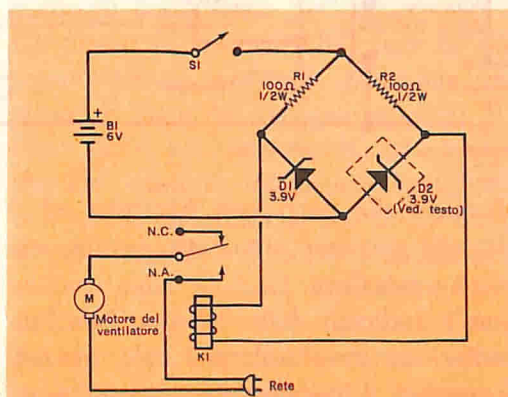 S1
R1
100Ω
1/2W
R2
100Ω
1/2W
+
B1
6V
D1
3.9V
D2
3.9V
(Ved. testo)
N.C.
N.A.
M
Motore del
ventilatore
K1
Rete